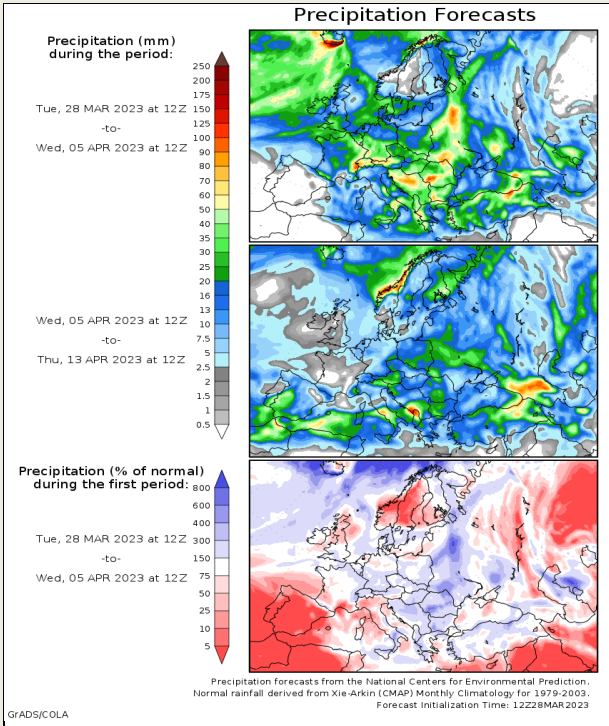 Precipitation Forecasts
Precipitation (mm)
during the period:
Tue, 28 MAR 2023 at 12Z
-to-
Wed, 05 APR 2023 at 12Z
250
200
175
150
125
100
90
80
70
60
50
40
35
30
25
20
16
13
10
7.5
5
2.5
2
1.5
1
0.5
Wed, 05 APR 2023 at 12Z
-to-
Thu, 13 APR 2023 at 12Z
Precipitation (% of normal)
during the first period:
Tue, 28 MAR 2023 at 12Z
-to-
Wed, 05 APR 2023 at 12Z
800
600
400
300
150
75
50
25
10
5
Precipitation forecasts from the National Centers for Environmental Prediction.
Normal rainfall derived from Xie-Arkin (CMAP) Monthly Climatology for 1979-2003.
Forecast Initialization Time: 12Z28MAR2023
GrADS/COLA